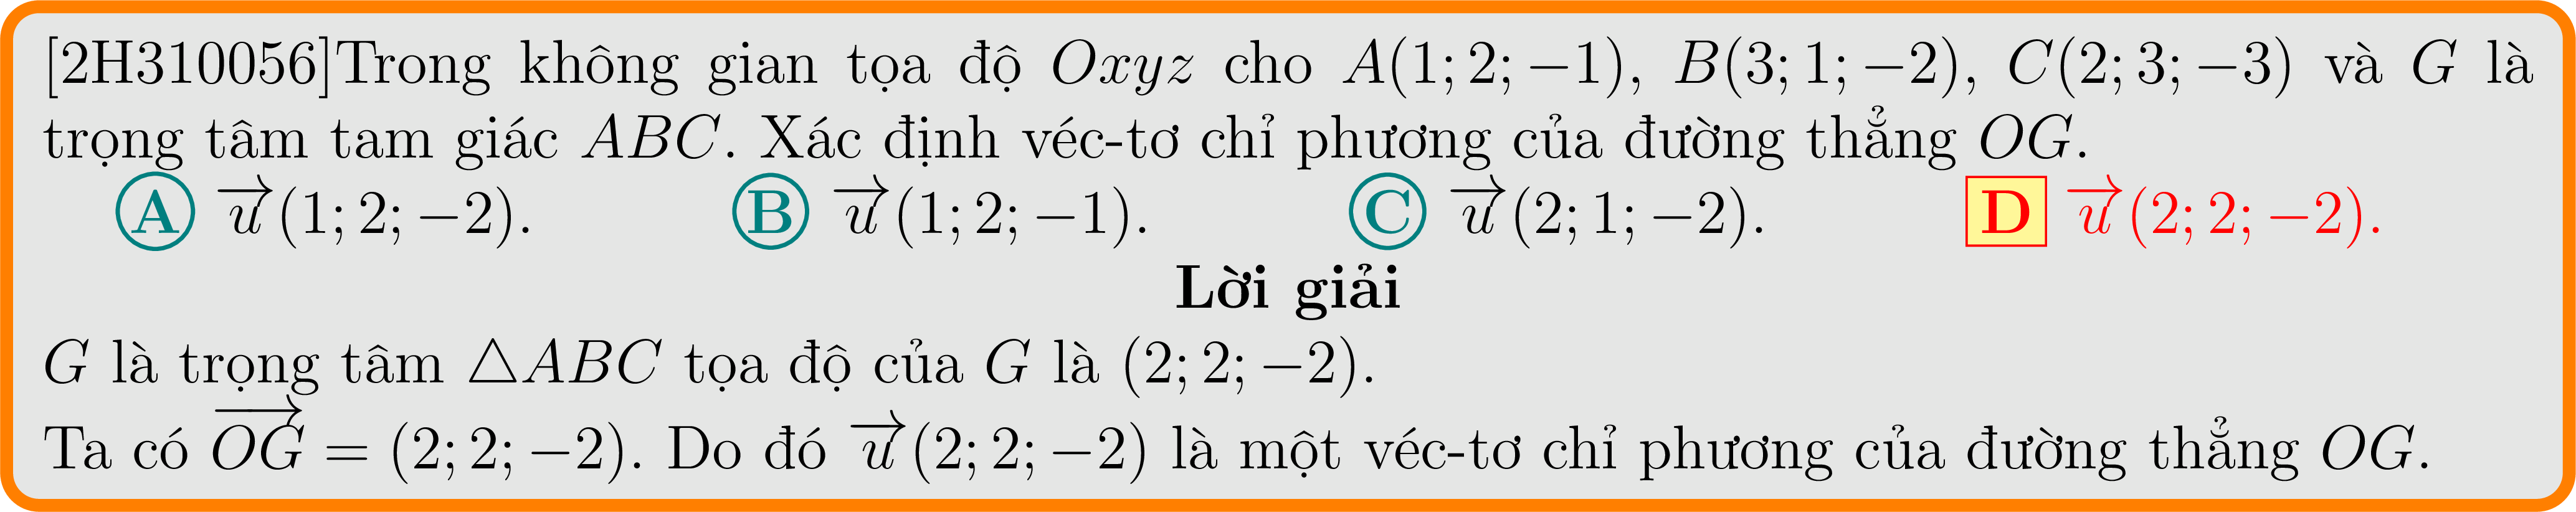 [2H310056]Trong không gian tọa độ Oxyz cho A(1; 2; −1), B(3; 1; −2), C(2; 3; −3) và G là
trọng tâm tam giác ABC. Xác định véc-tơ chỉ phương của đường thẳng OG.
A $\overrightarrow{u}$(1; 2; −2). B $\overrightarrow{u}$(1; 2; −1). C $\overrightarrow{u}$(2; 1; −2). D $\overrightarrow{u}$(2; 2; −2).
Lời giải
G là trọng tâm △ABC tọa độ của G là (2; 2; −2).
Ta có $\overrightarrow{OG}$ = (2; 2; −2). Do đó $\overrightarrow{u}$(2; 2; −2) là một véc-tơ chỉ phương của đường thẳng OG.